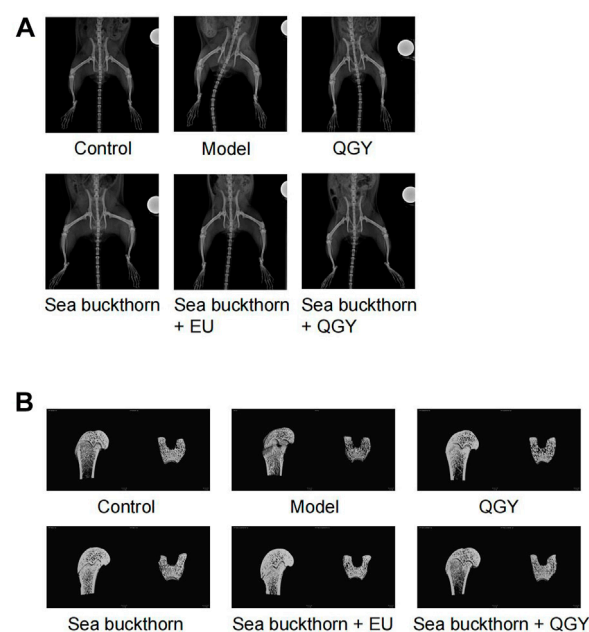 A
Control
Model
QGY
Sea buckthorn
Sea buckthorn
+ EU
Sea buckthorn
+ QGY
B
Control
Model
QGY
Sea buckthorn
Sea buckthorn + EU
Sea buckthorn + QGY